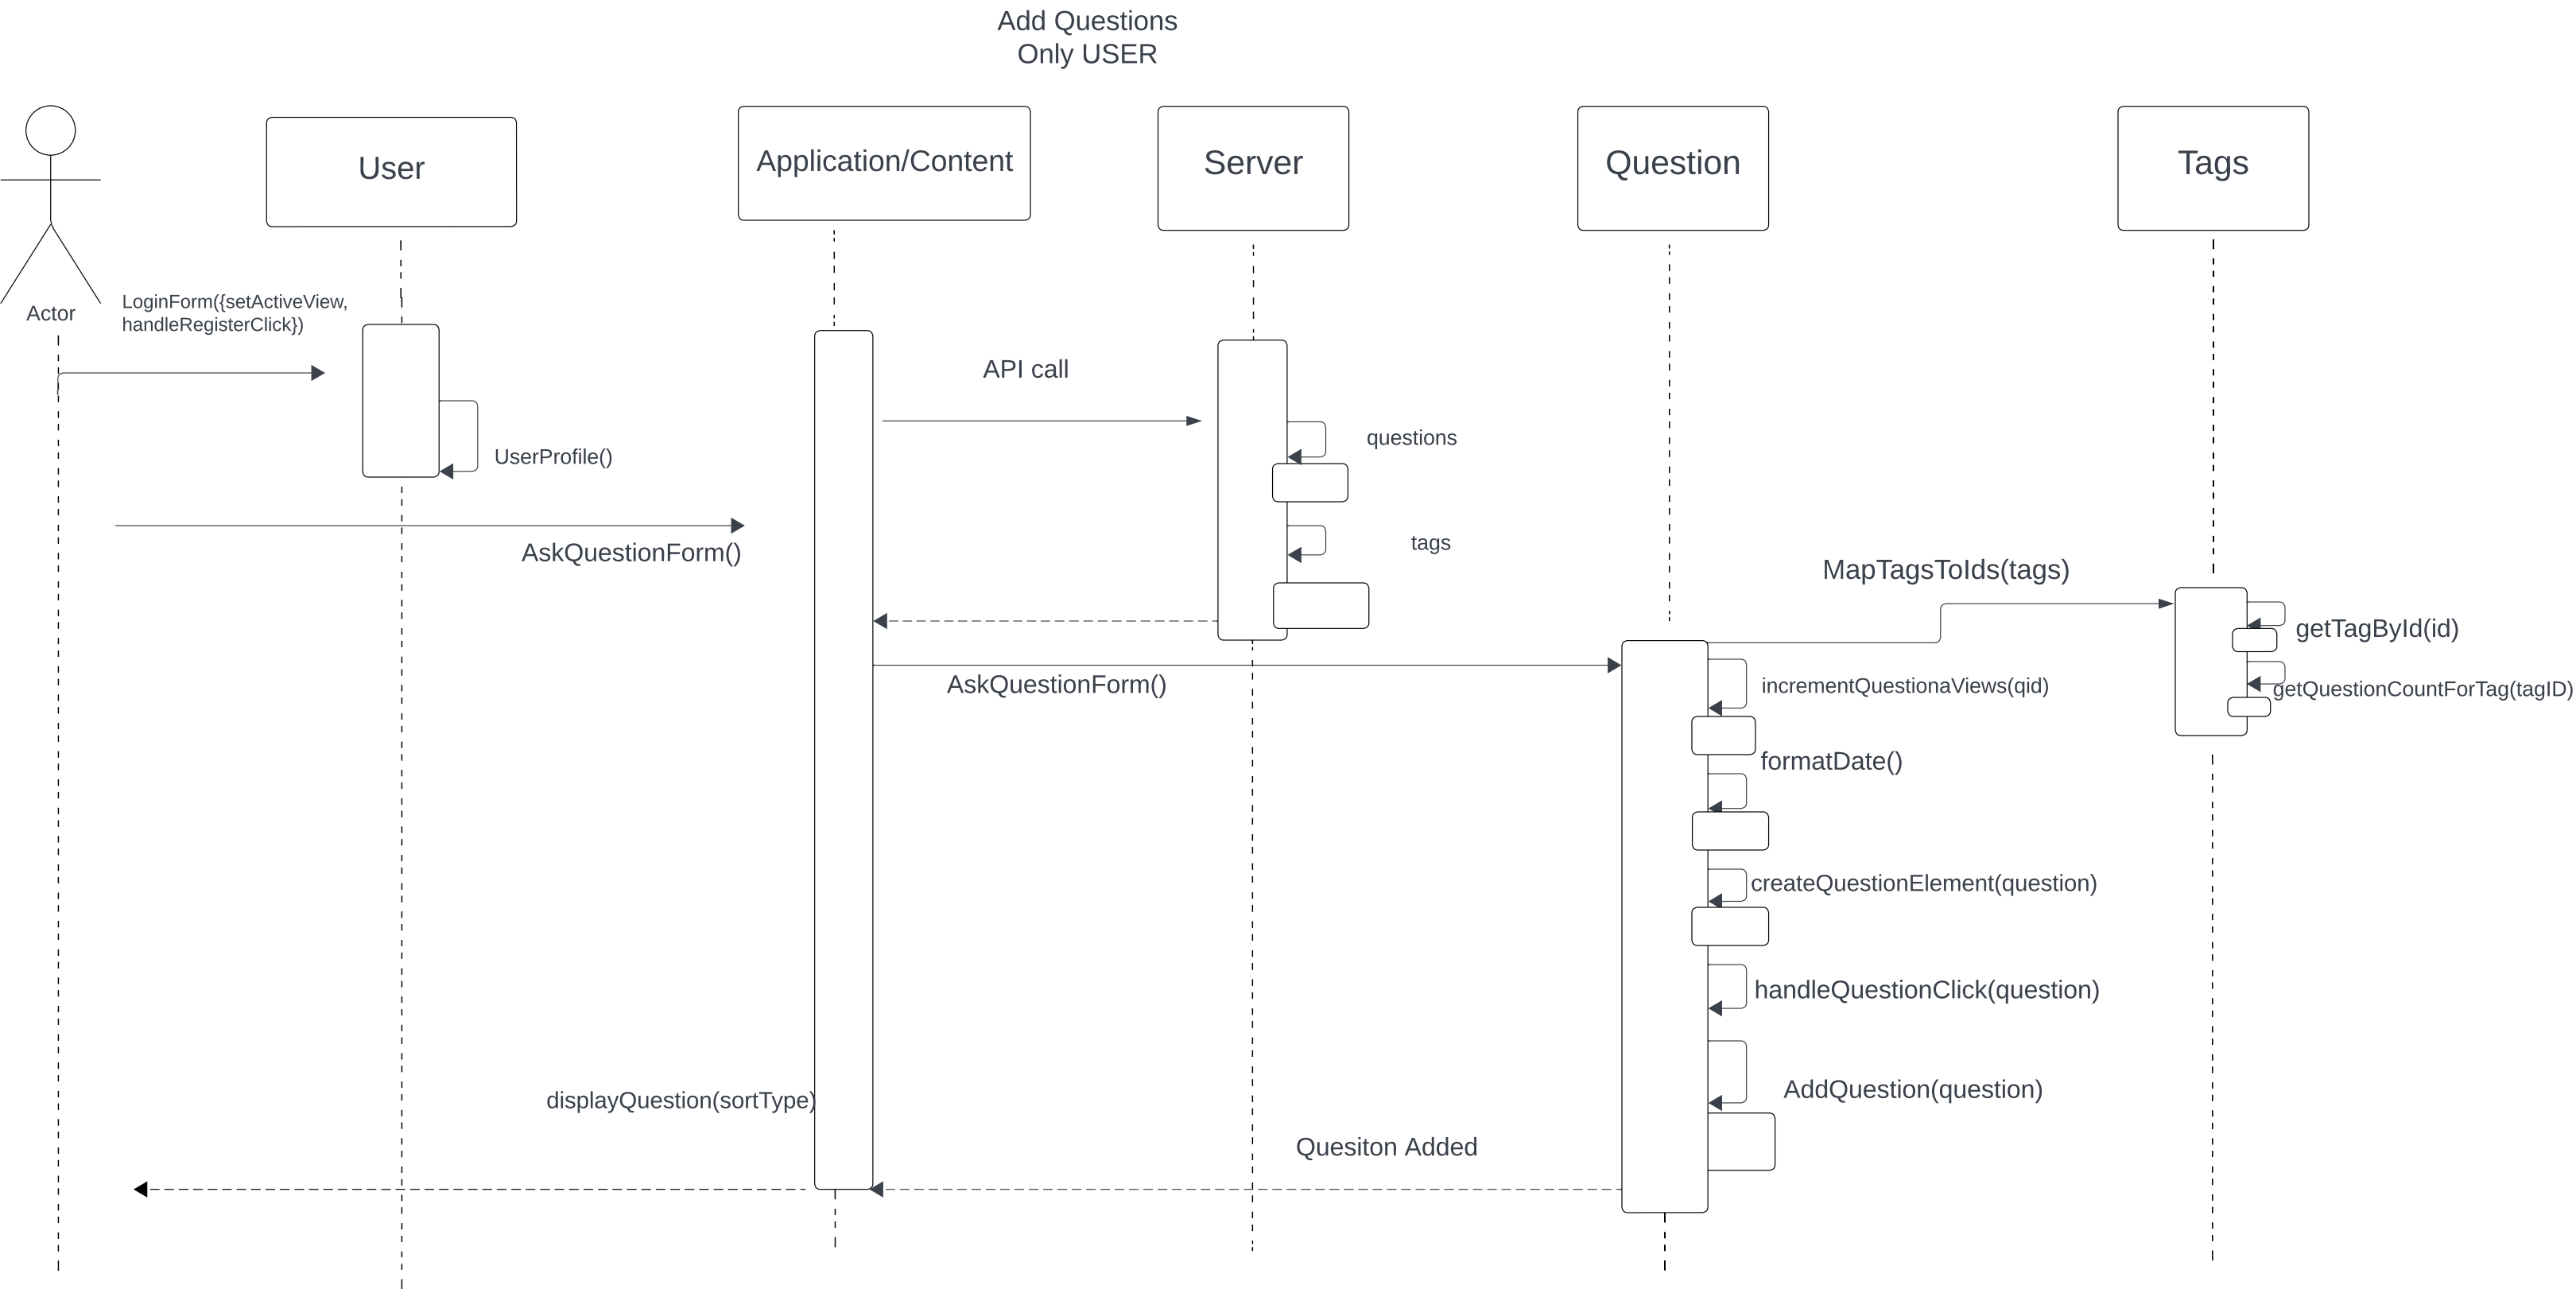 Add Questions
Only USER
User
Application/Content
Server
Question
Tags
Actor
LoginForm({setActiveView,
handleRegisterClick})
API call
questions
UserProfile()
AskQuestionForm()
tags
MapTagsToIds(tags)
getTagById(id)
AskQuestionForm()
incrementQuestionaViews(qid)
getQuestionCountForTag(tagID)
formatDate()
createQuestionElement(question)
handleQuestionClick(question)
displayQuestion(sortType)
AddQuestion(question)
Quesiton Added